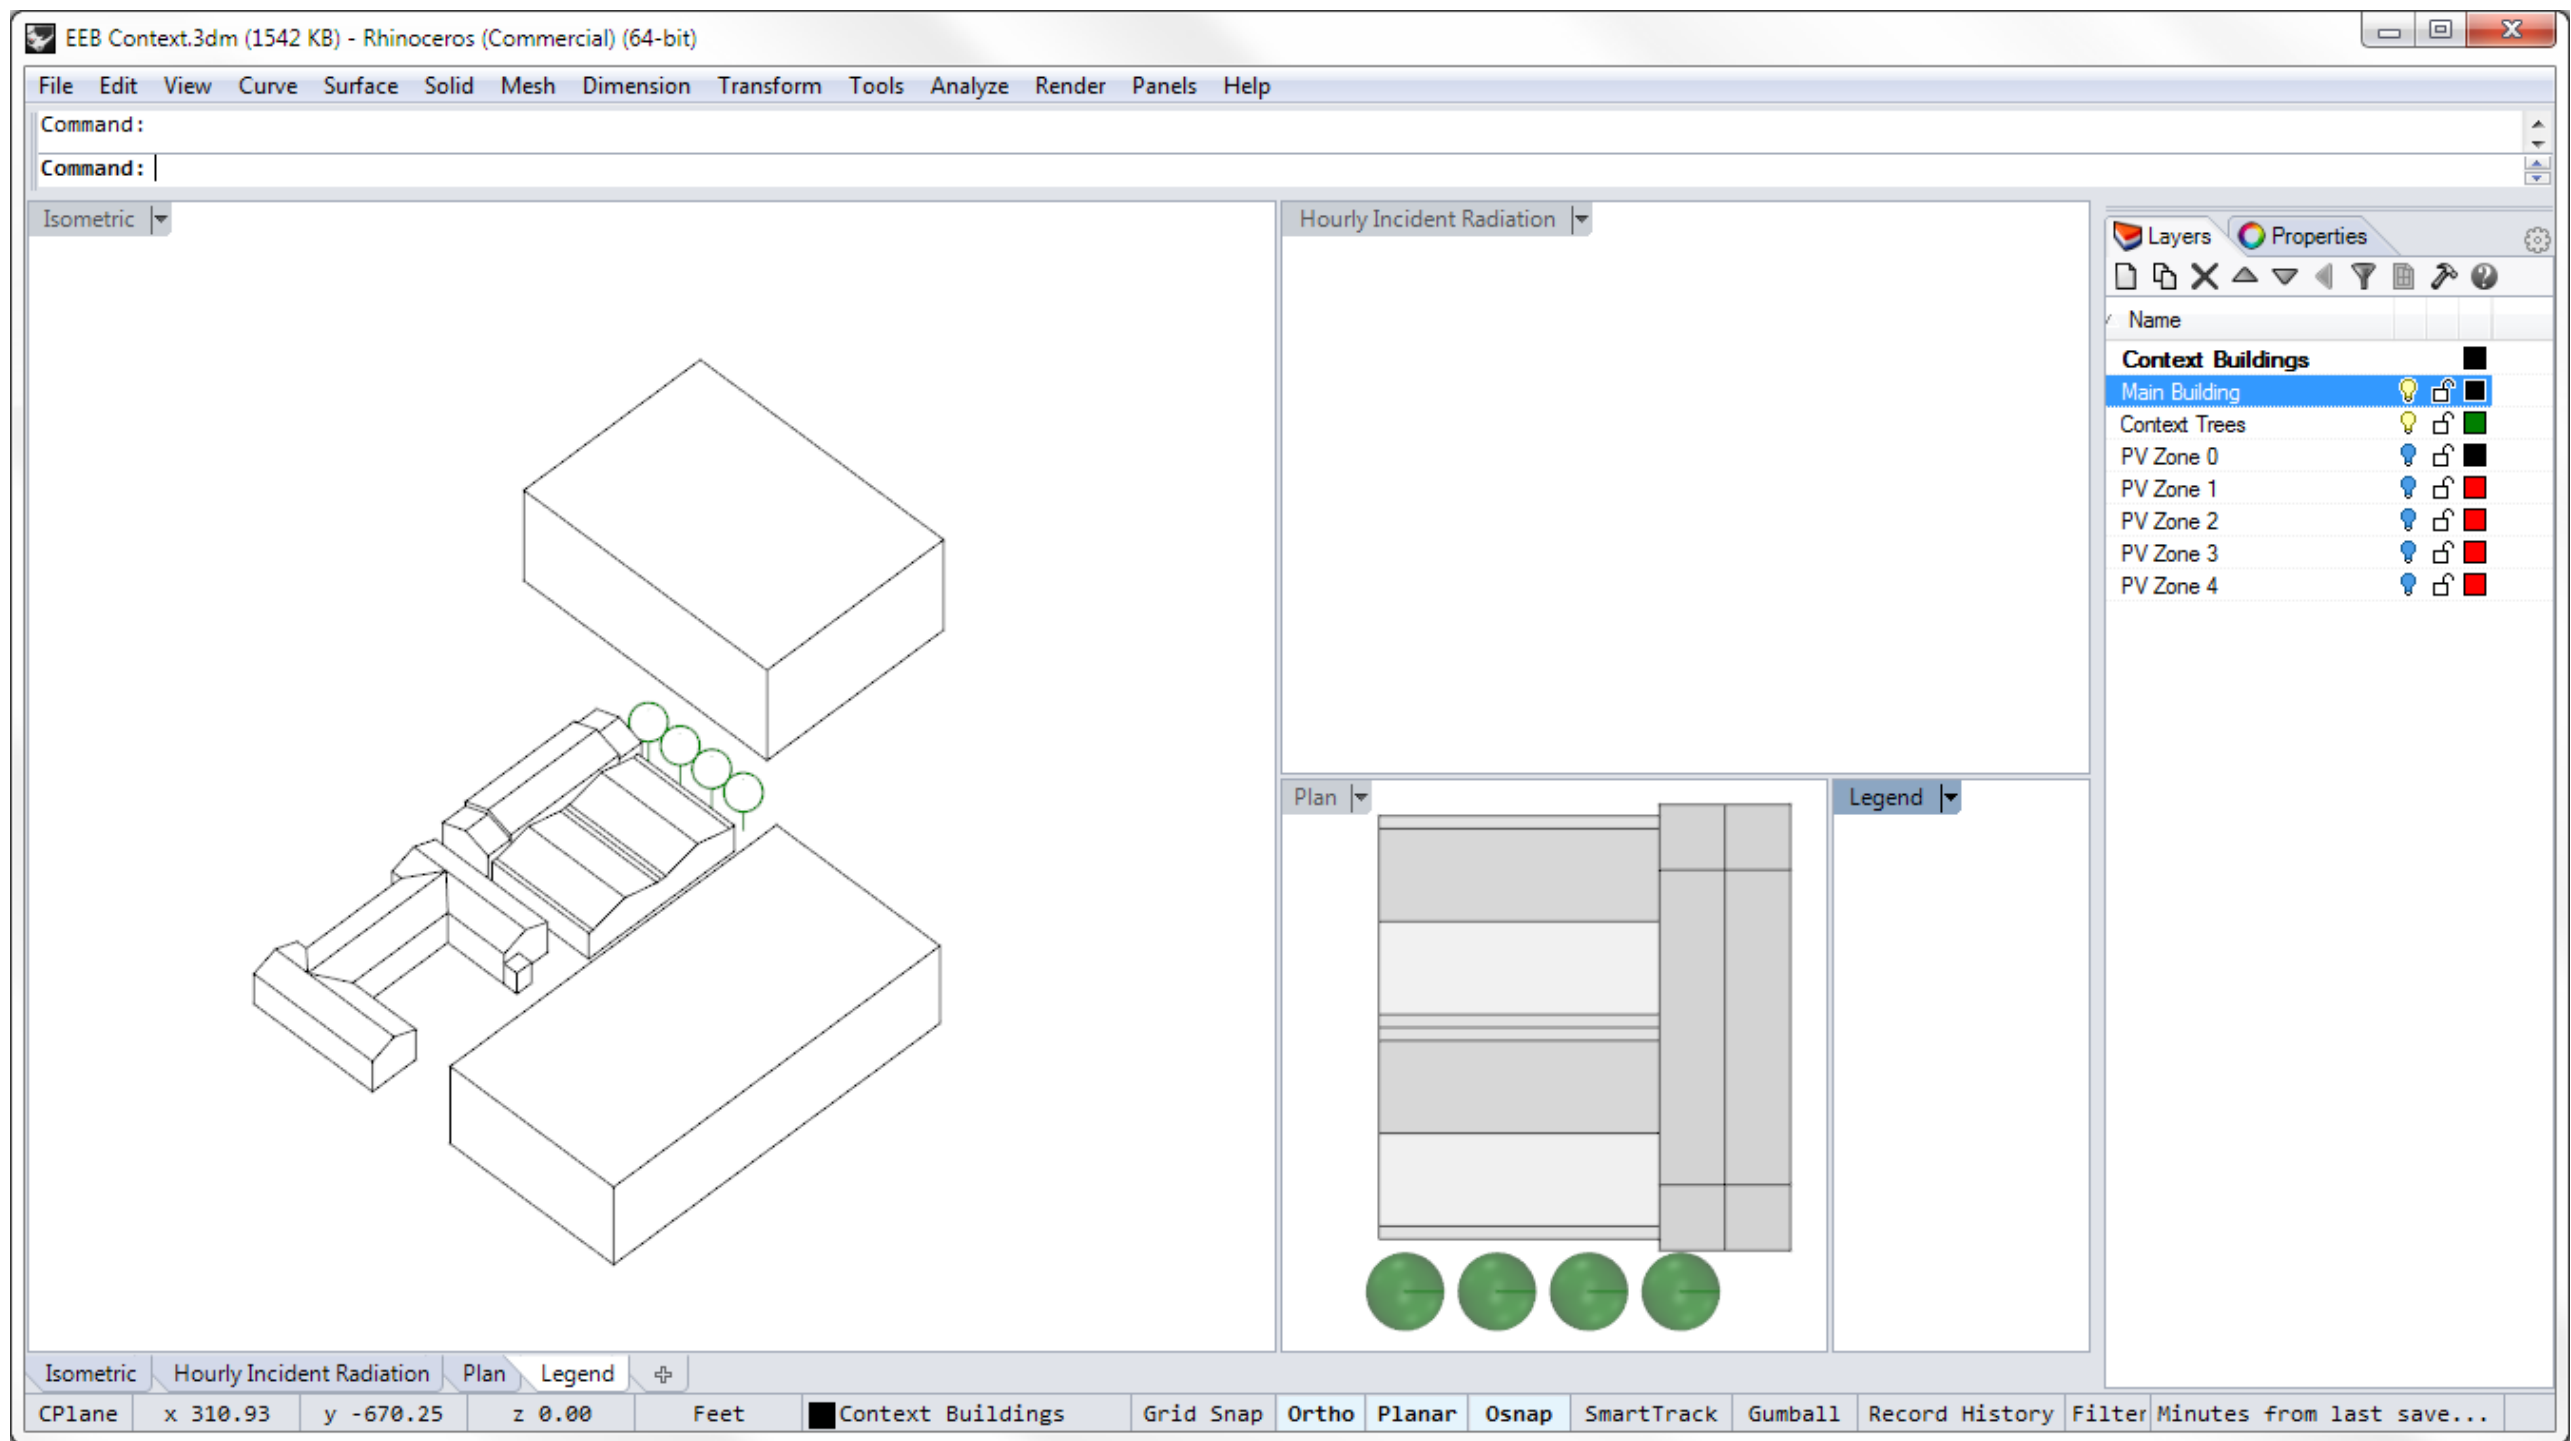 EEB Context.3dm (1542 KB) - Rhinoceros (Commercial) (64-bit)
File Edit View Curve Surface Solid Mesh Dimension Transform Tools Analyze Render Panels Help
Command:
Command:
Isometric
Hourly Incident Radiation
Layers Properties
Name
Context Buildings
Main Building
Context Trees
PV Zone 0
PV Zone 1
PV Zone 2
PV Zone 3
PV Zone 4
Plan
Legend
Isometric Hourly Incident Radiation Plan Legend
CPlane x 310.93 y -670.25 z 0.00 Feet Context Buildings Grid Snap Ortho Planar Osnap SmartTrack Gumball Record History Filter Minutes from last save...